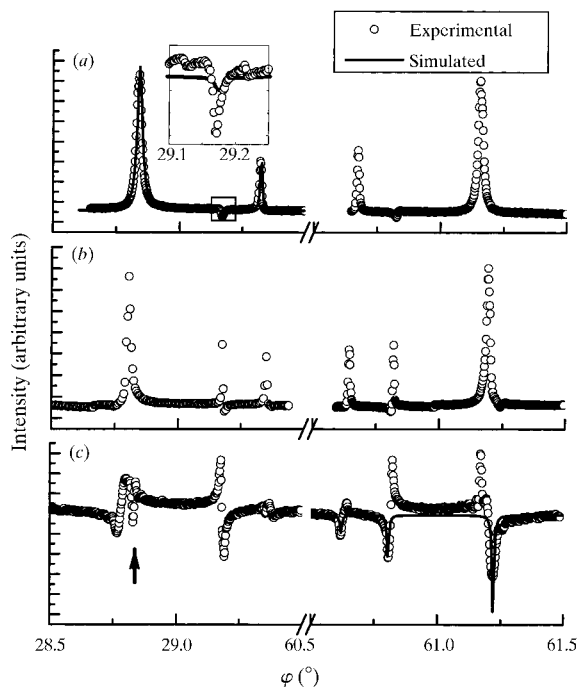 Experimental
Simulated
(a)
29.1 29.2
(b)
(c)
Intensity (arbitrary units)
28.5 29.0 60.5 61.0 61.5
φ (°)